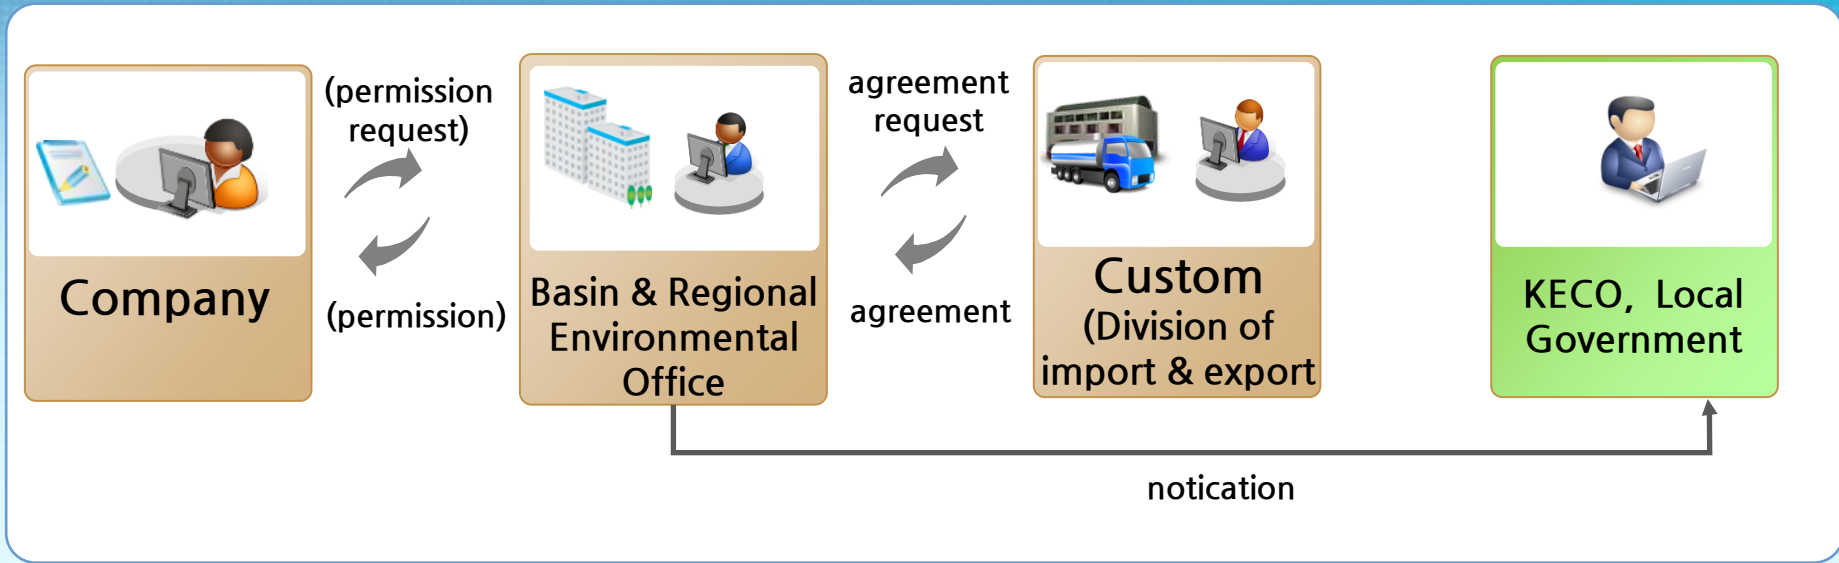 (permission
request)
agreement
request
Company
(permission)
Basin & Regional
Environmental
Office
agreement
Custom
(Division of
import & export
KECO, Local
Government
notication